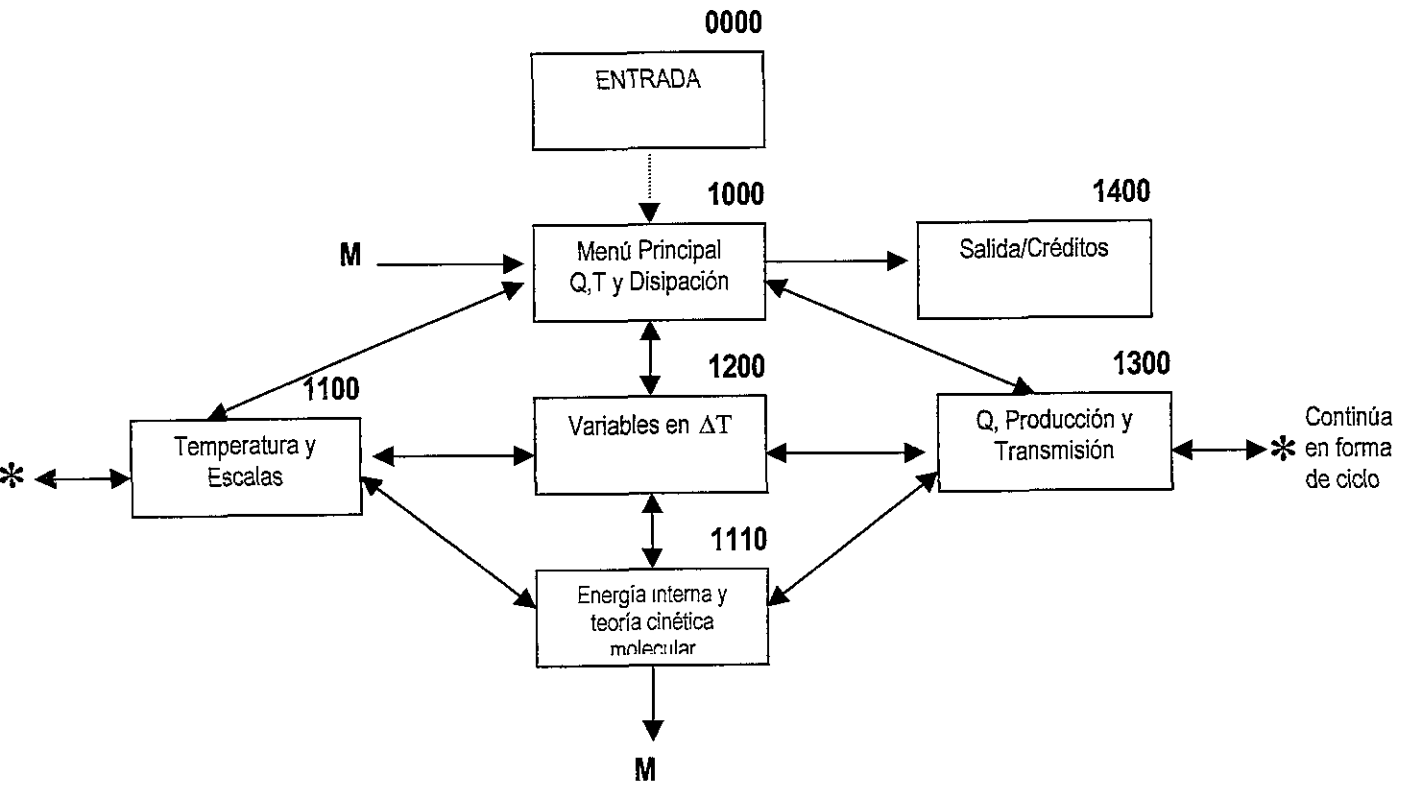 0000
ENTRADA
1000
1400
M
Menú Principal
Q,T y Disipación
Salida/Créditos
1200
1300
1100
Variables en ΔT
Q, Producción y
Transmisión
Temperatura y
Escalas
*
*
Continúa
en forma
de ciclo
1110
Energía interna y
teoría cinética
molecular
M